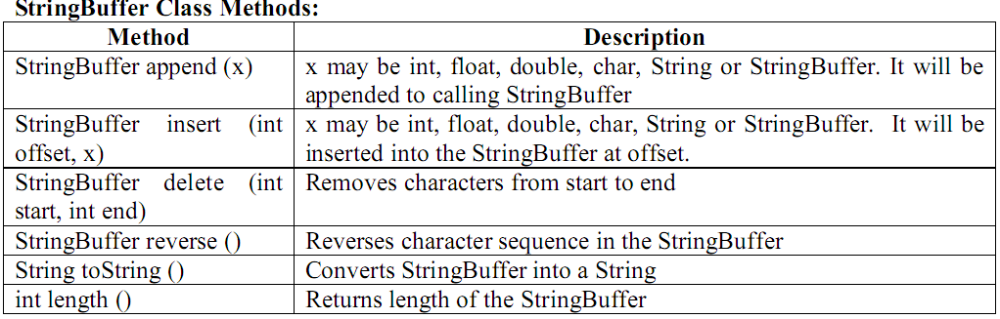 StringBuffer Class Methods:
Method Description
StringBuffer append (x) x may be int, float, double, char, String or StringBuffer. It will be
appended to calling StringBuffer
StringBuffer insert (int x may be int, float, double, char, String or StringBuffer. It will be
offset, x) inserted into the StringBuffer at offset.
StringBuffer delete (int Removes characters from start to end
start, int end)
StringBuffer reverse () Reverses character sequence in the StringBuffer
String toString () Converts StringBuffer into a String
int length () Returns length of the StringBuffer